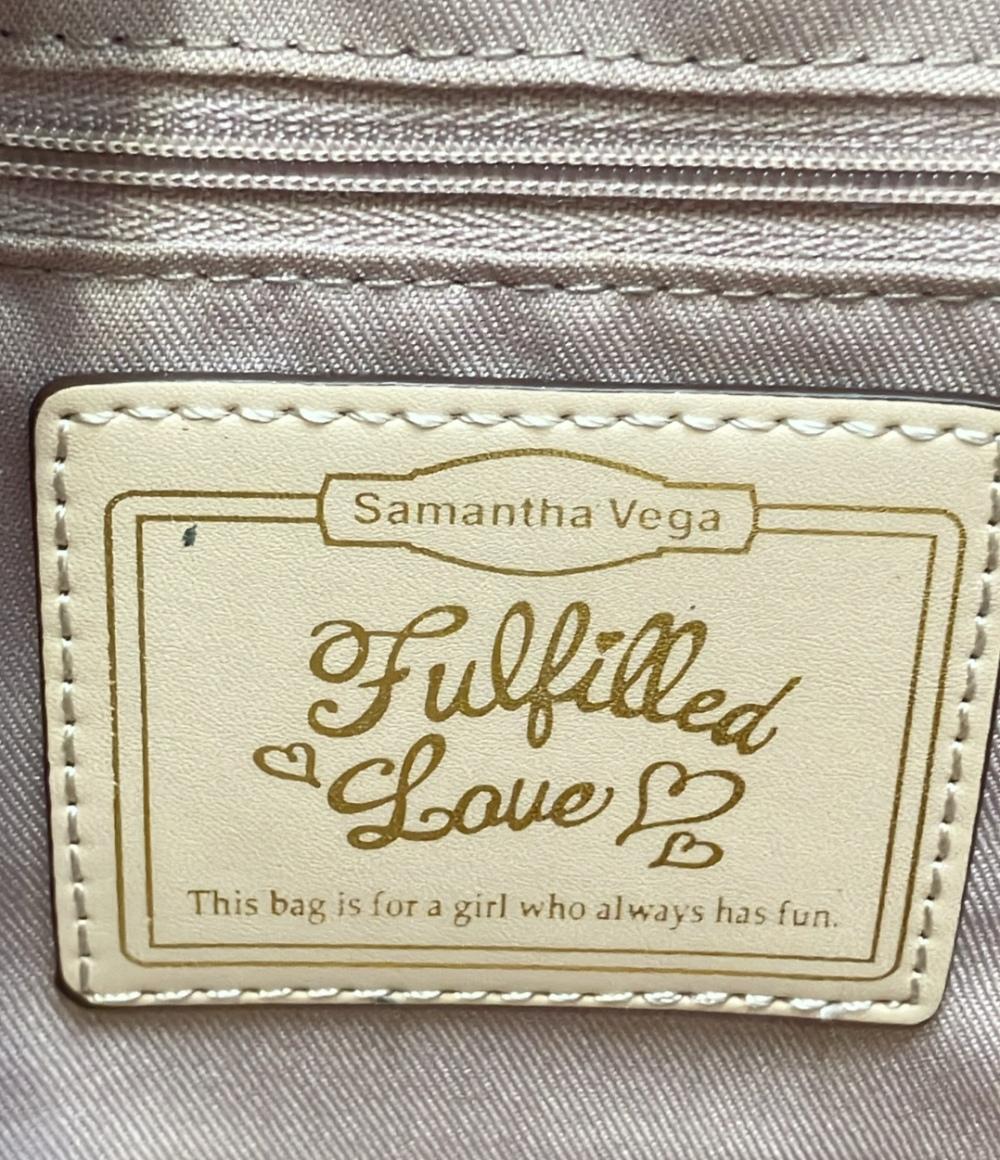 Samantha Vega
Fulfilled
Love
This bag is for a girl who always has fun.